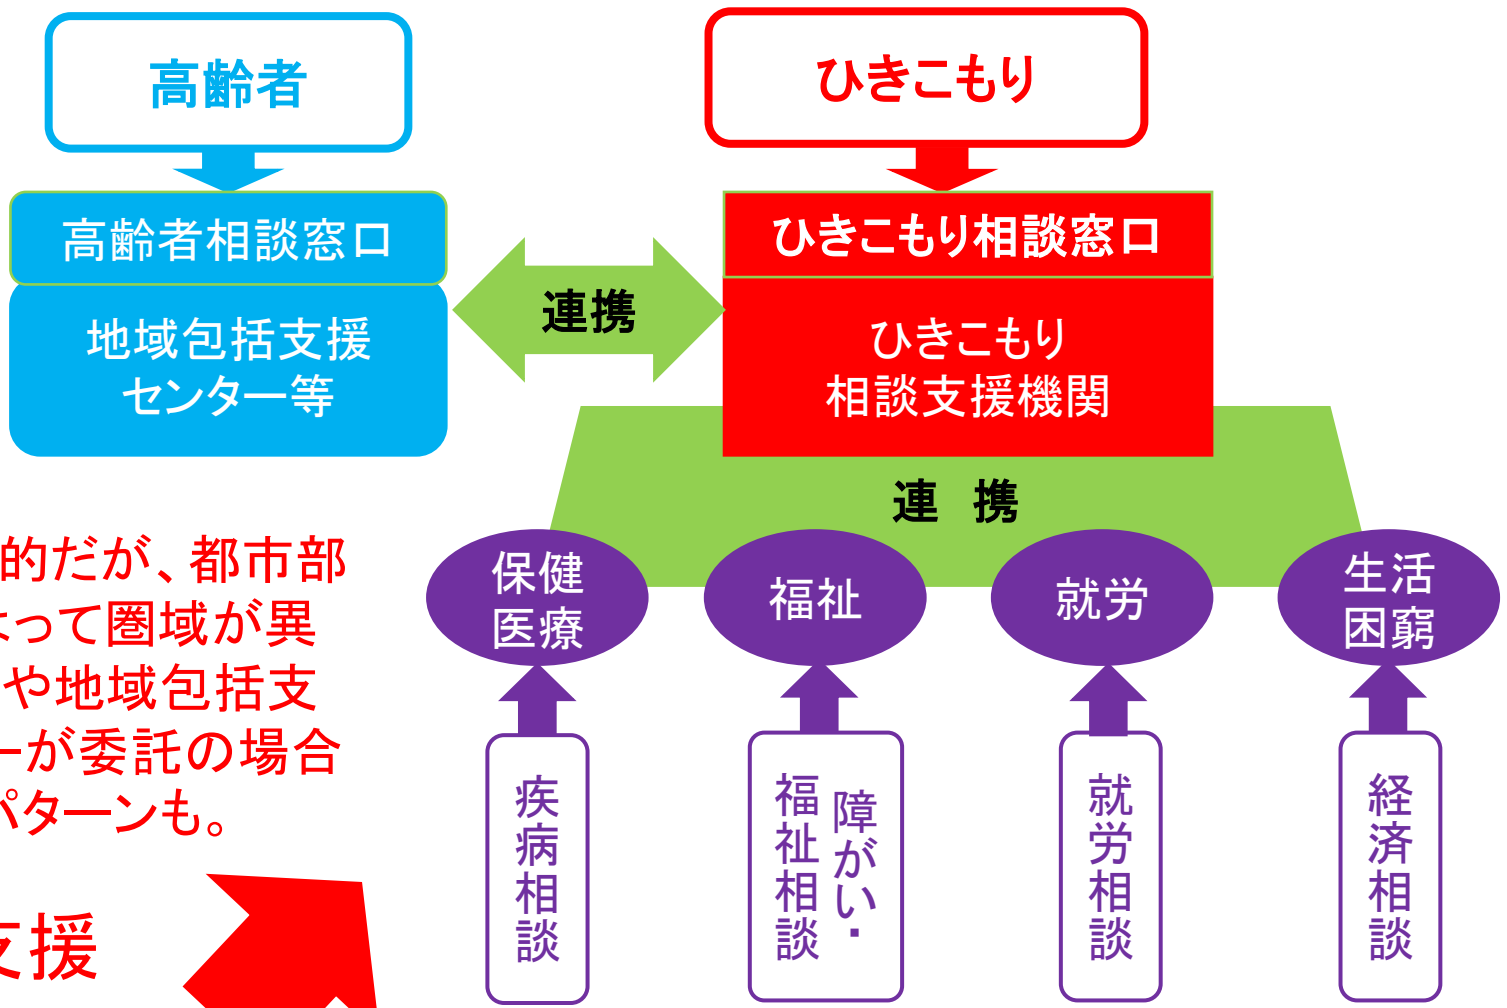 高齢者
ひきこもり
高齢者相談窓口
ひきこもり相談窓口
地域包括支援
センター等
連携
ひきこもり
相談支援機関
連　携
的だが、都市部
よって圏域が異
や地域包括支
ーが委託の場合
パターンも。
支援
保健
医療
福祉
就労
生活
困窮
疾病相談
障がい・
福祉相談
就労相談
経済相談